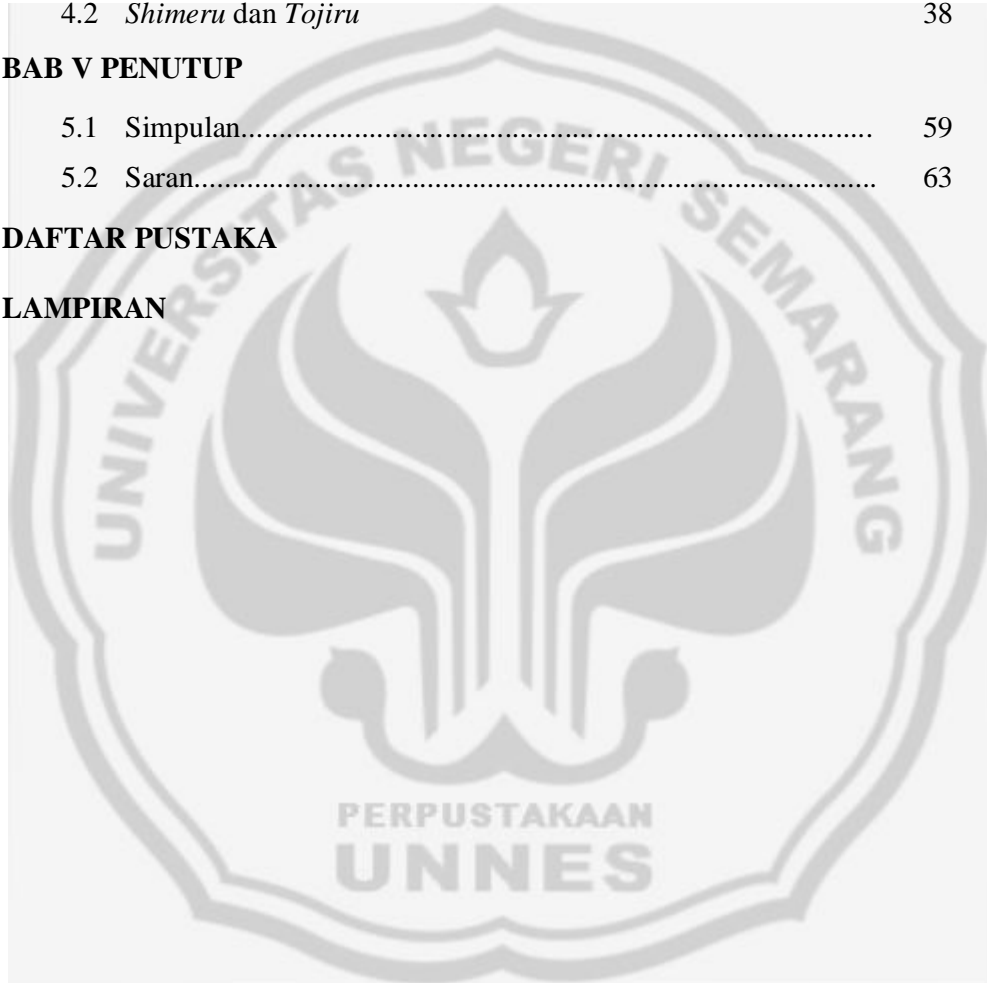 4.2 Shimeru dan Tojiru 38
BAB V PENUTUP
5.1 Simpulan................................................................................... 59
5.2 Saran......................................................................................... 63
DAFTAR PUSTAKA
LAMPIRAN
UNIVERSITAS NEGERI SEMARANG
PERPUSTAKAAN
UNNES